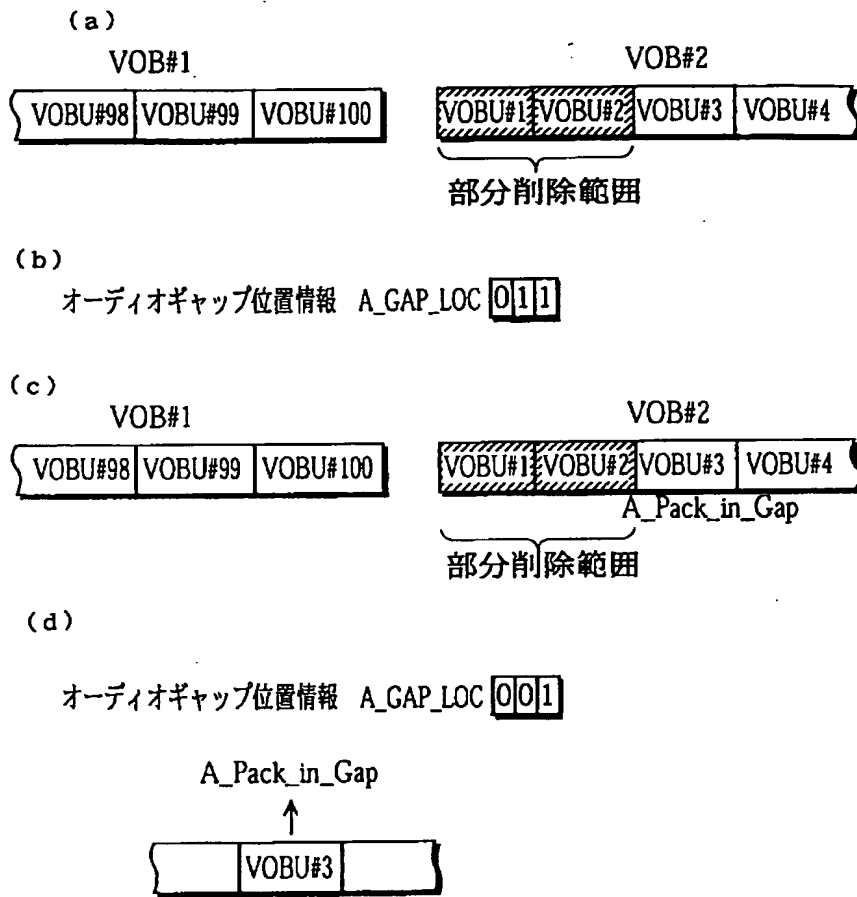 (a)
VOB#1 VOB#2
VOBU#98 VOBU#99 VOBU#100 VOBU#1 VOBU#2 VOBU#3 VOBU#4
部分削除範囲
(b)
オーディオギャップ位置情報 A_GAP_LOC 0 1 1
(c)
VOB#1 VOB#2
VOBU#98 VOBU#99 VOBU#100 VOBU#1 VOBU#2 VOBU#3 VOBU#4
A_Pack_in_Gap
部分削除範囲
(d)
オーディオギャップ位置情報 A_GAP_LOC 0 0 1
A_Pack_in_Gap
VOBU#3